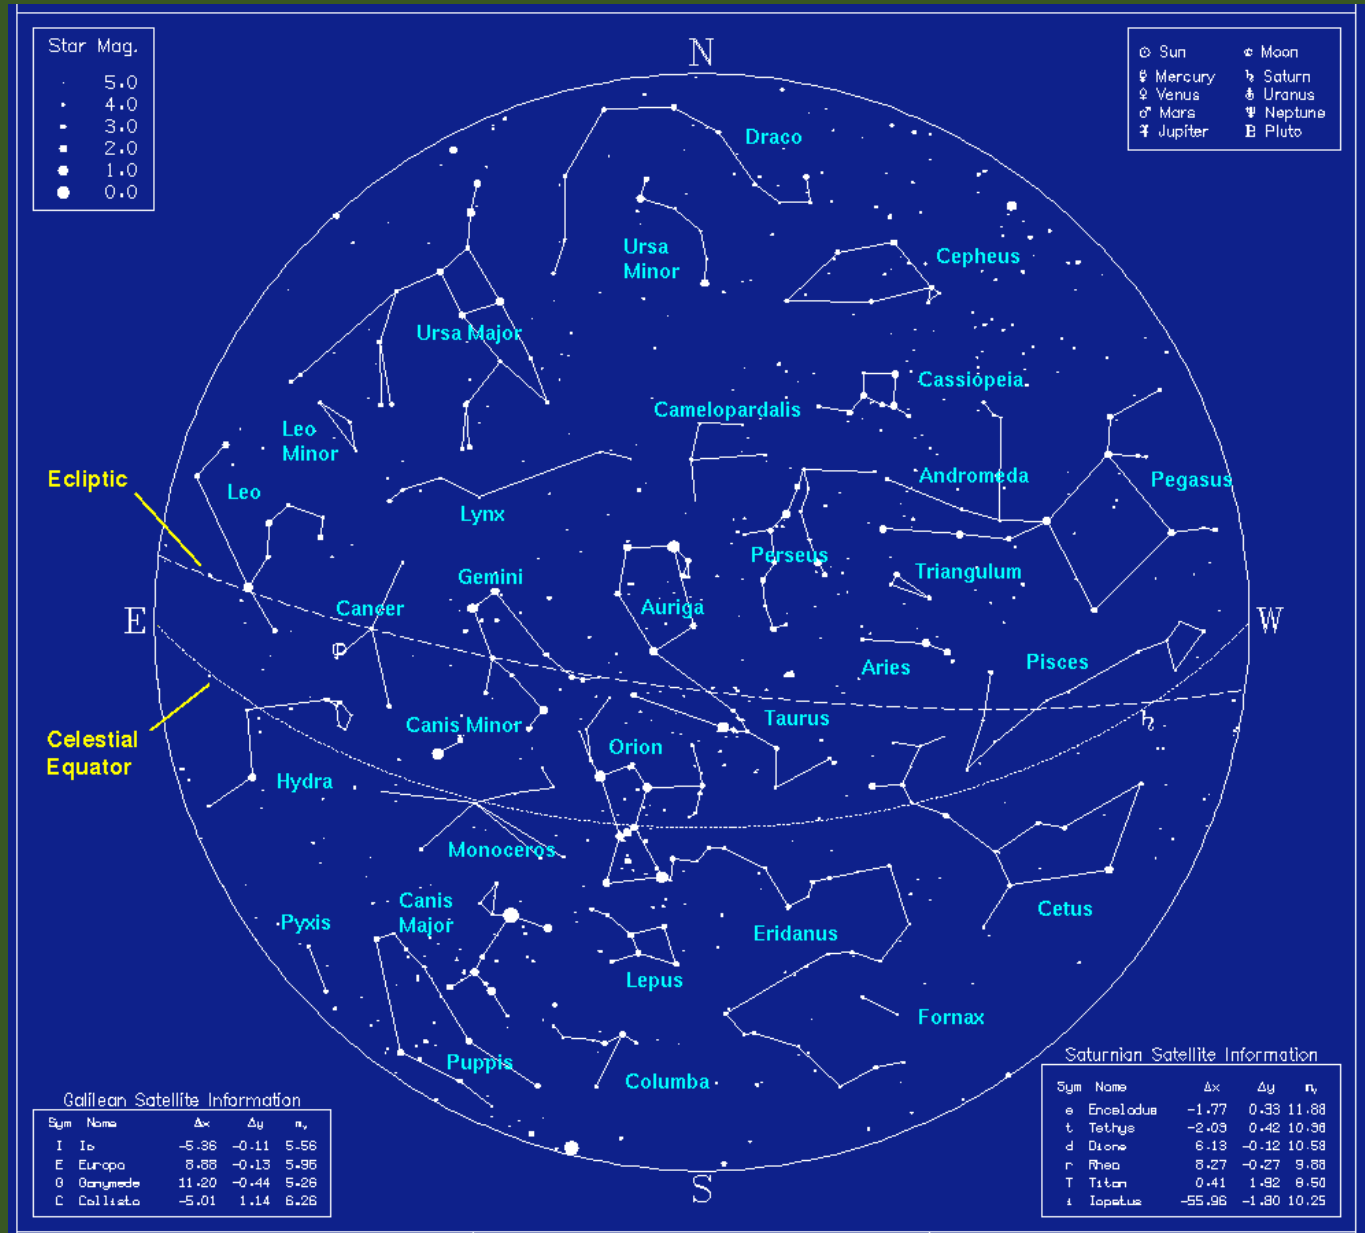 Star Mag.
5.0
4.0
3.0
2.0
1.0
0.0
N
☉ Sun
☾ Moon
☿ Mercury
♄ Saturn
♀ Venus
♅ Uranus
♂ Mars
♆ Neptune
♃ Jupiter
P Pluto
Draco
Ursa
Minor
Cepheus
Ursa Major
Cassiopeia
Camelopardalis
Leo
Minor
Ecliptic
Leo
Andromeda
Pegasus
Lynx
Perseus
Triangulum
Gemini
Cancer
Auriga
E
W
Aries
Pisces
Canis Minor
Taurus
Celestial
Equator
Orion
Hydra
Monoceros
Canis
Major
Cetus
Pyxis
Eridanus
Lepus
Fornax
Puppis
Columba
S
Galilean Satellite Information
Sym Name Δx Δy m,
I Io -5.36 -0.11 5.56
E Europa 8.88 -0.13 5.95
G Ganymede 11.20 -0.44 5.26
C Callisto -5.01 1.14 6.26
Saturnian Satellite Information
Sym Name Δx Δy m,
e Enceladus -1.77 0.33 11.88
t Tethys -2.09 0.42 10.36
d Dione 6.13 -0.12 10.58
r Rhea 8.27 -0.27 9.88
T Titan 0.41 1.92 8.50
i Iapetus -55.96 -1.80 10.25